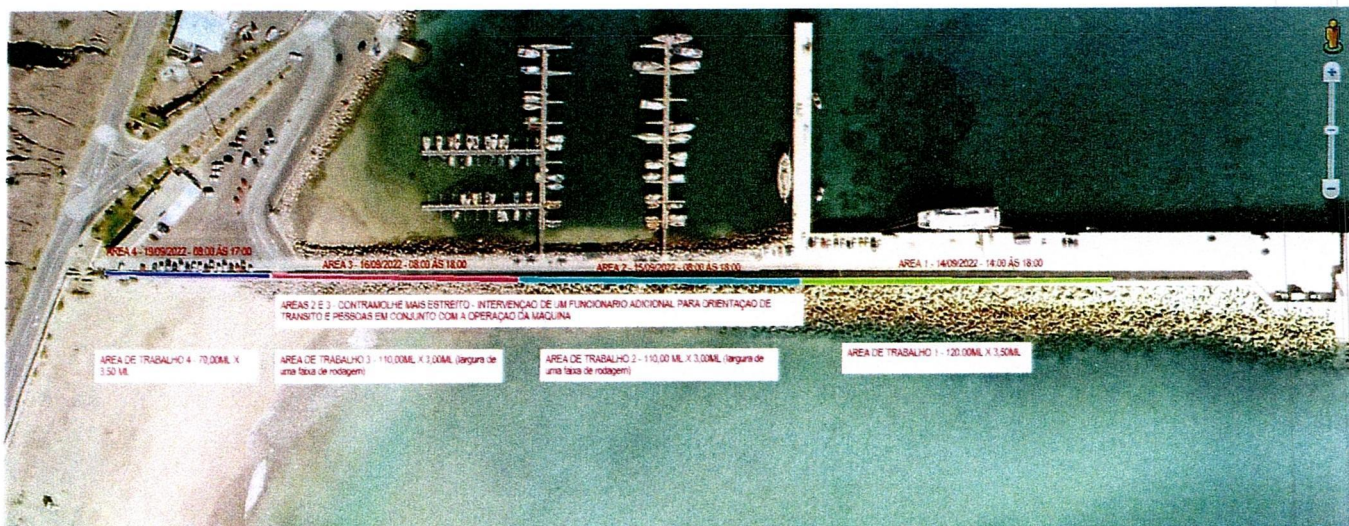 AREA 4 - 19/09/2022 - 08:00 ÀS 17:00
AREA 3 - 16/09/2022 - 08:00 ÀS 18:00
AREA 2 - 15/09/2022 - 08:00 ÀS 18:00
AREA 1 - 14/09/2022 - 14:00 ÀS 18:00
AREAS 2 E 3 - CONTRAMOLHE MAIS ESTREITO - INTERVENÇAO DE UM FUNCIONARIO ADICIONAL PARA ORIENTAÇAO DE
TRANSITO E PESSOAS EM CONJUNTO COM A OPERAÇAO DA MAQUINA
AREA DE TRABALHO 4 - 70,00ML X
3,50 ML
AREA DE TRABALHO 3 - 110,00ML X 3,00ML (largura de
uma faixa de rodagem)
AREA DE TRABALHO 2 - 110,00 ML X 3,00ML (largura de
uma faixa de rodagem)
AREA DE TRABALHO 1 - 120,00ML X 3,50ML